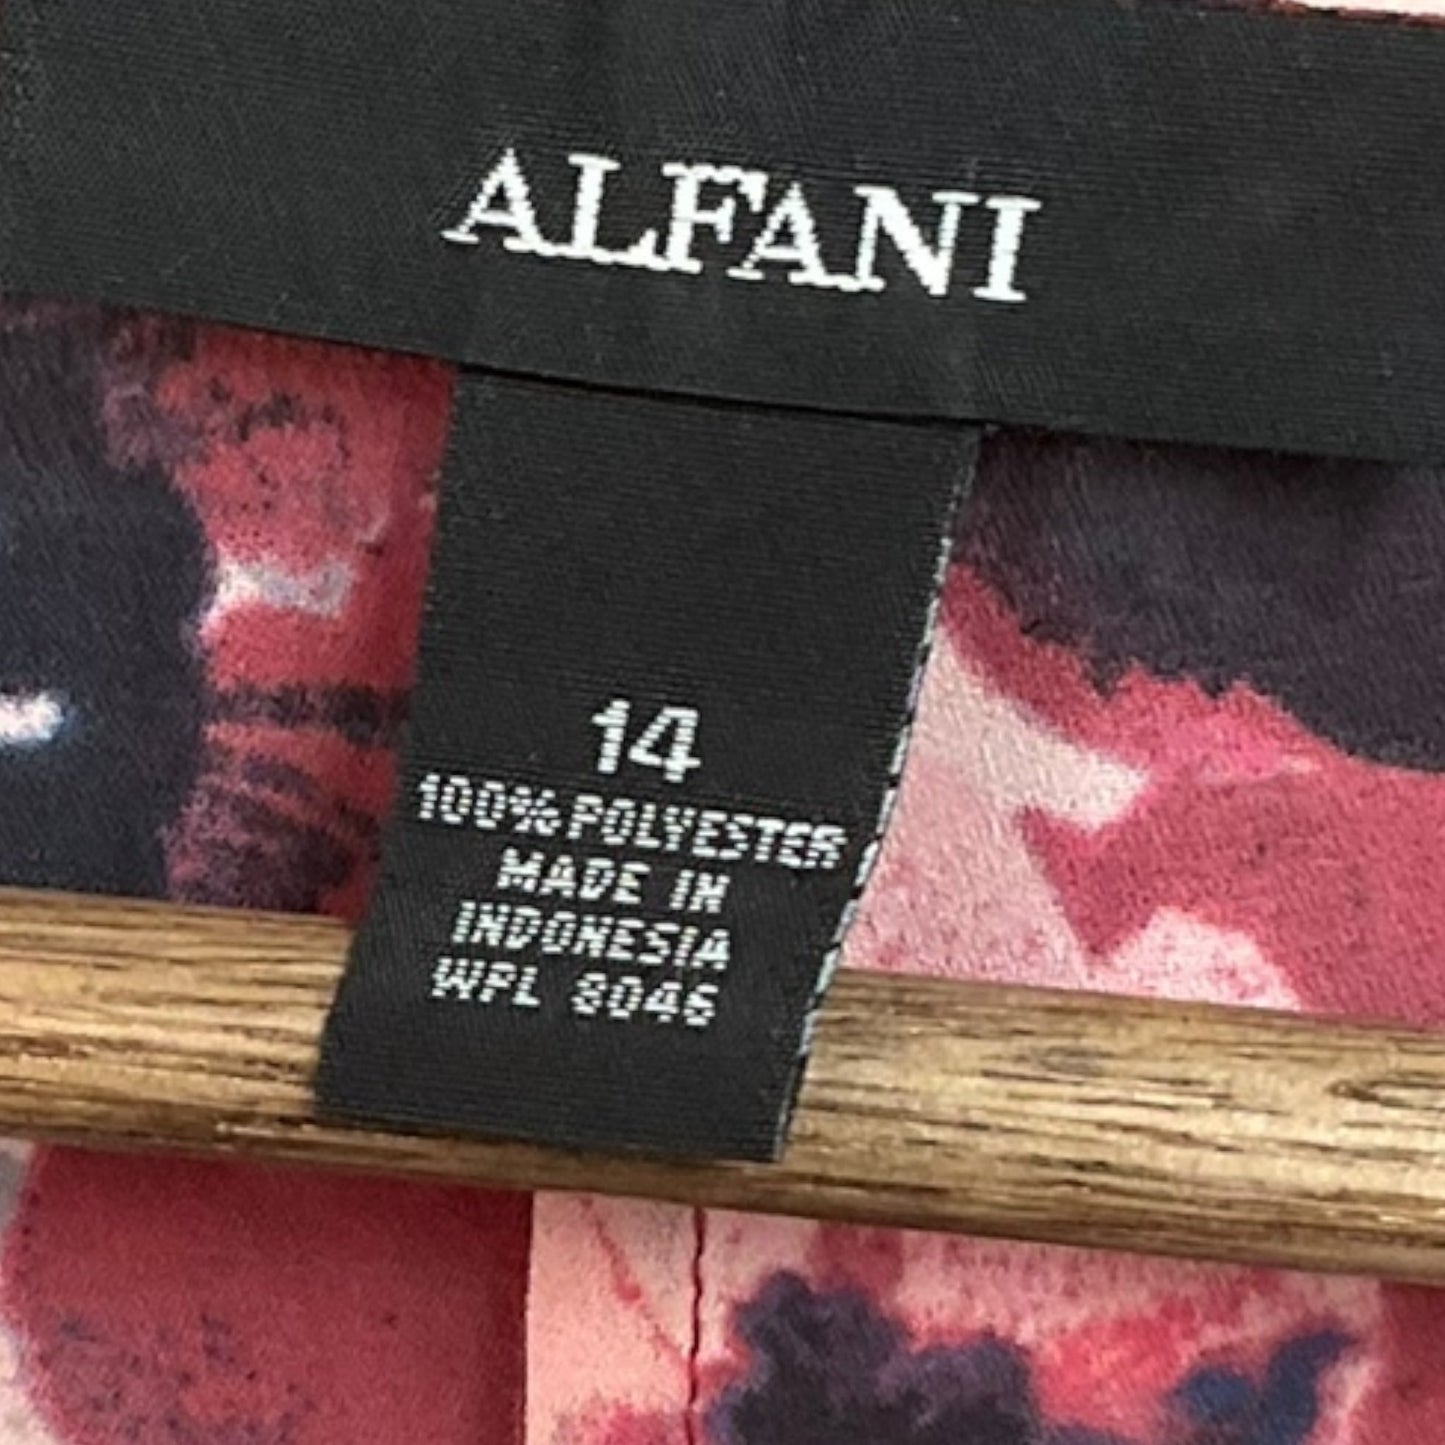 ALFANI
14
100% POLYESTER
MADE IN
INDONESIA
WPL 8046